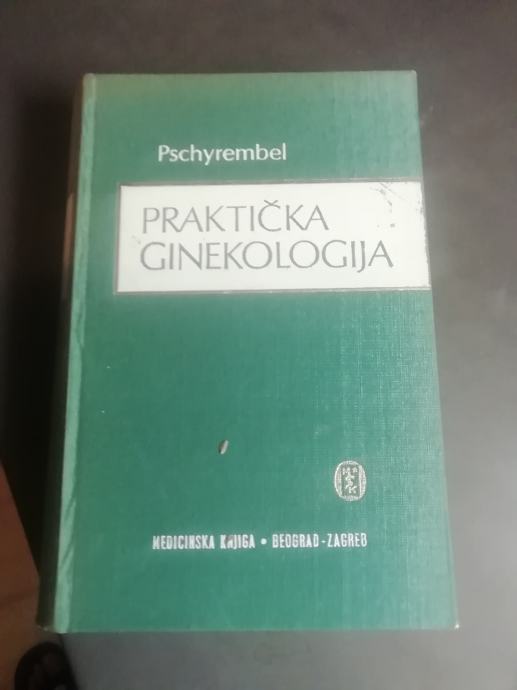 Pschyrembel
PRAKTIČKA
GINEKOLOGIJA
MEDICINSKA KNJIGA • BEOGRAD-ZAGREB